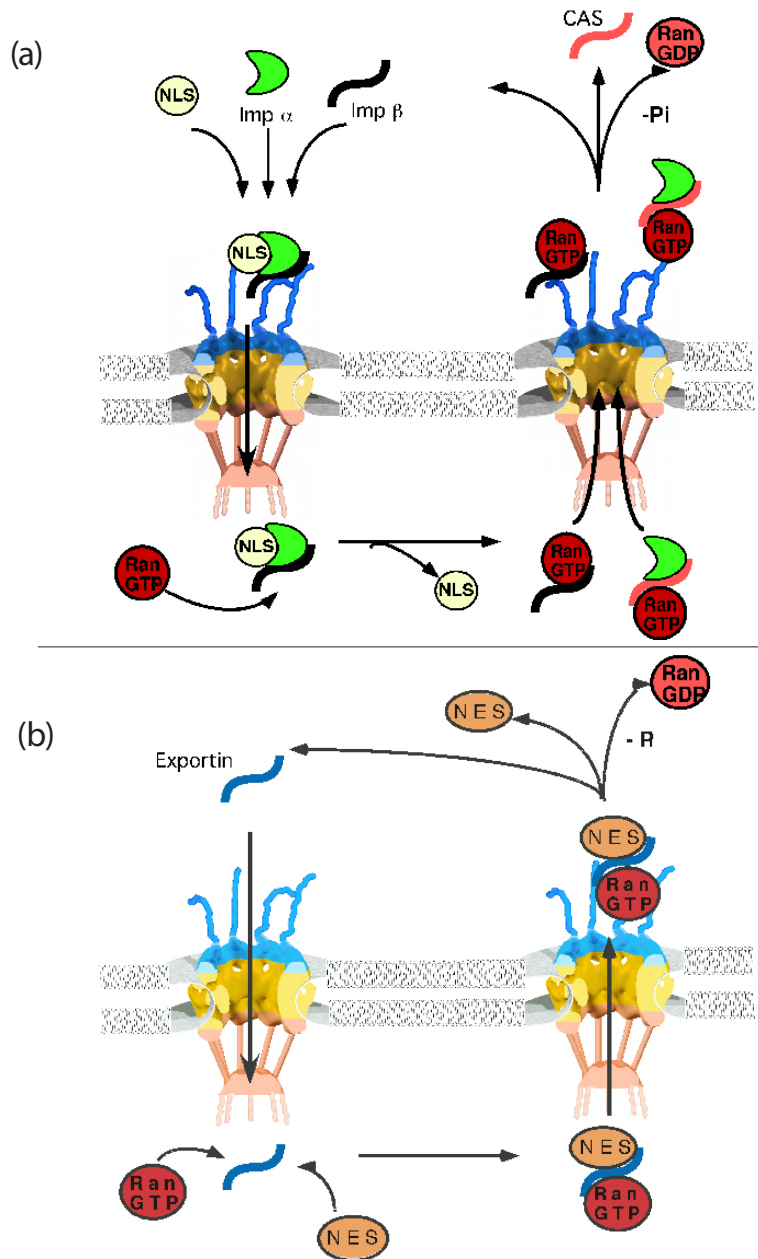 (a)
CAS
Ran
GDP
NLS
Imp α
Imp β
-Pi
NLS
Ran
GTP
Ran
GTP
Ran
GTP
NLS
NLS
Ran
GTP
Ran
GTP
(b)
Ran
GDP
NES
- R
Exportin
NES
Ran
GTP
Ran
GTP
NES
NES
Ran
GTP